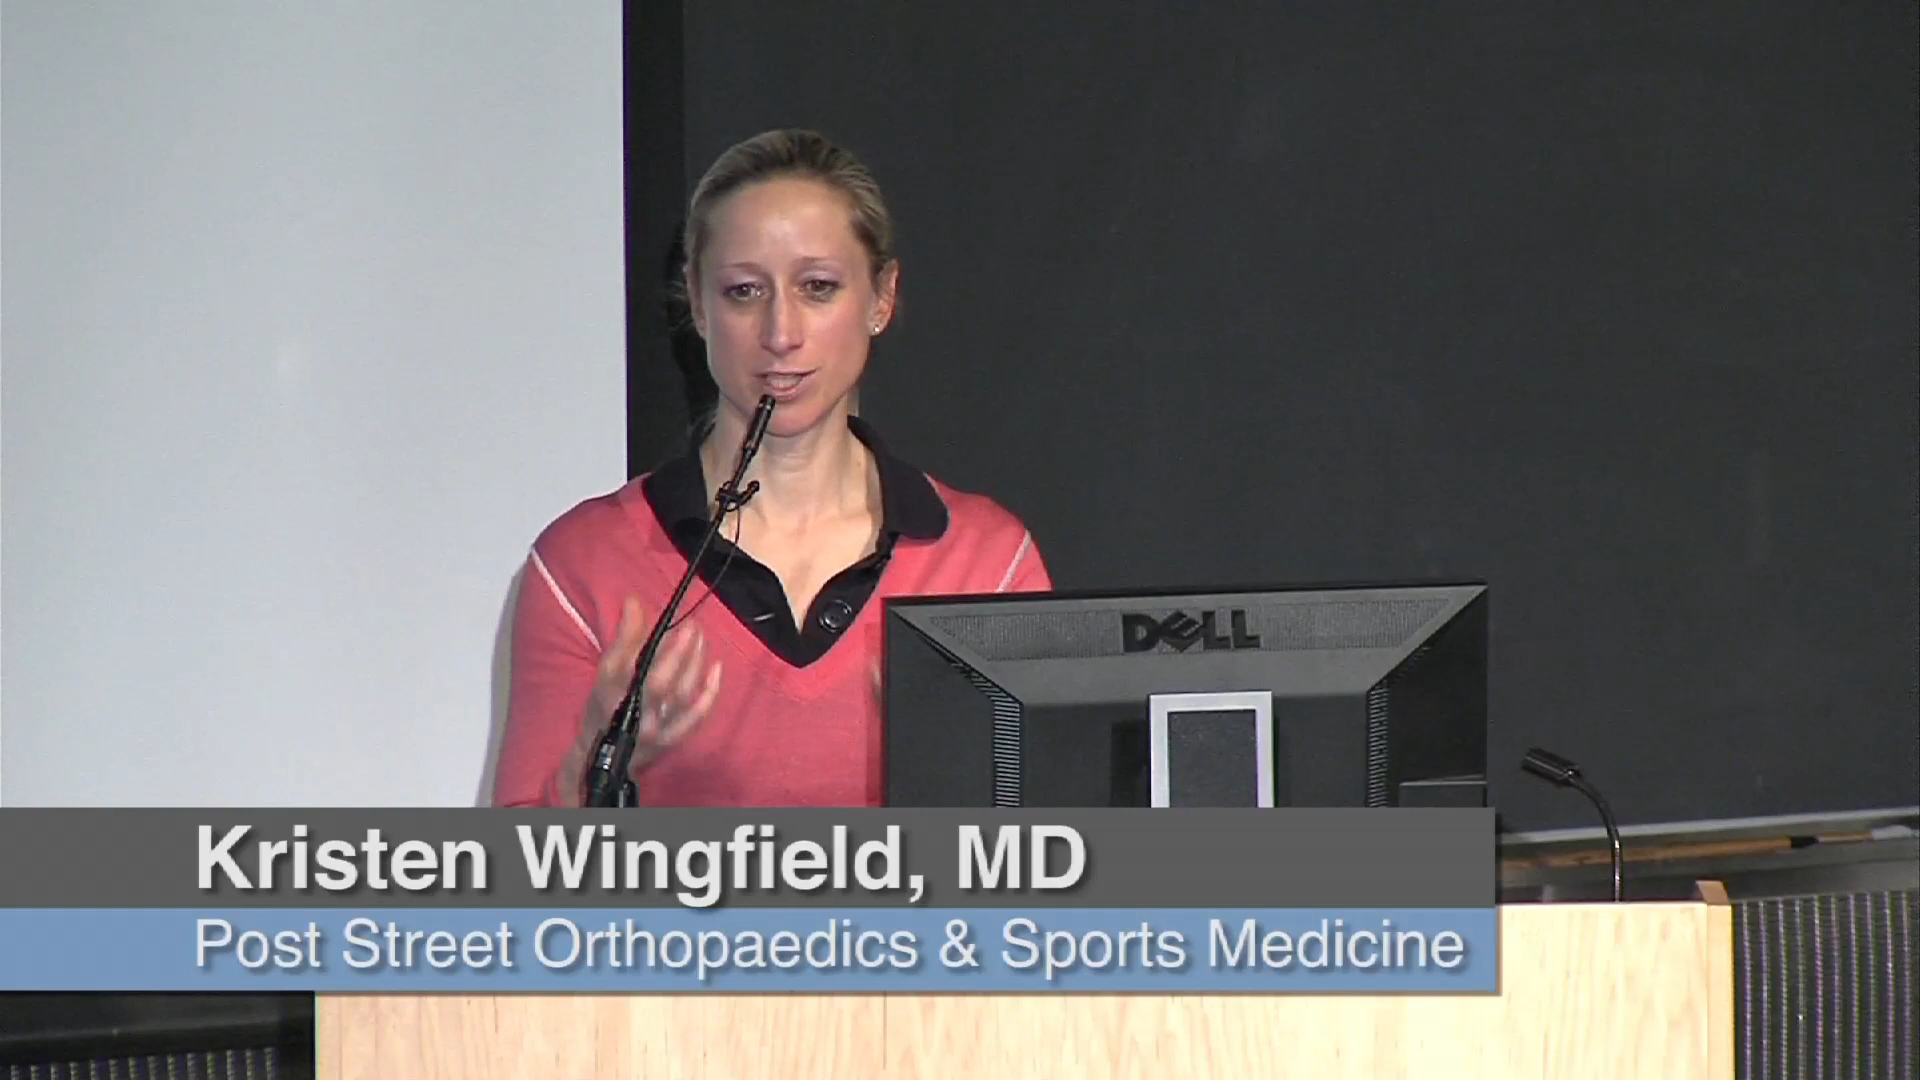 DELL
Kristen Wingfield, MD
Post Street Orthopaedics & Sports Medicine